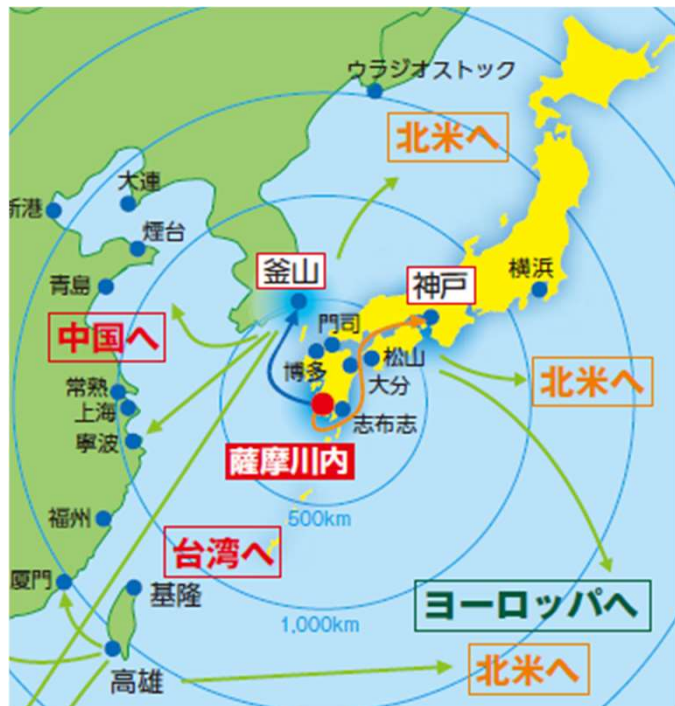 ウラジオストック
北米へ
大連
新港
煙台
釜山
神戸
横浜
青島
門司
中国へ
博多
松山
大分
北米へ
常熟
上海
志布志
寧波
薩摩川内
福州
500km
台湾へ
厦門
基隆
ヨーロッパへ
1,000km
北米へ
高雄